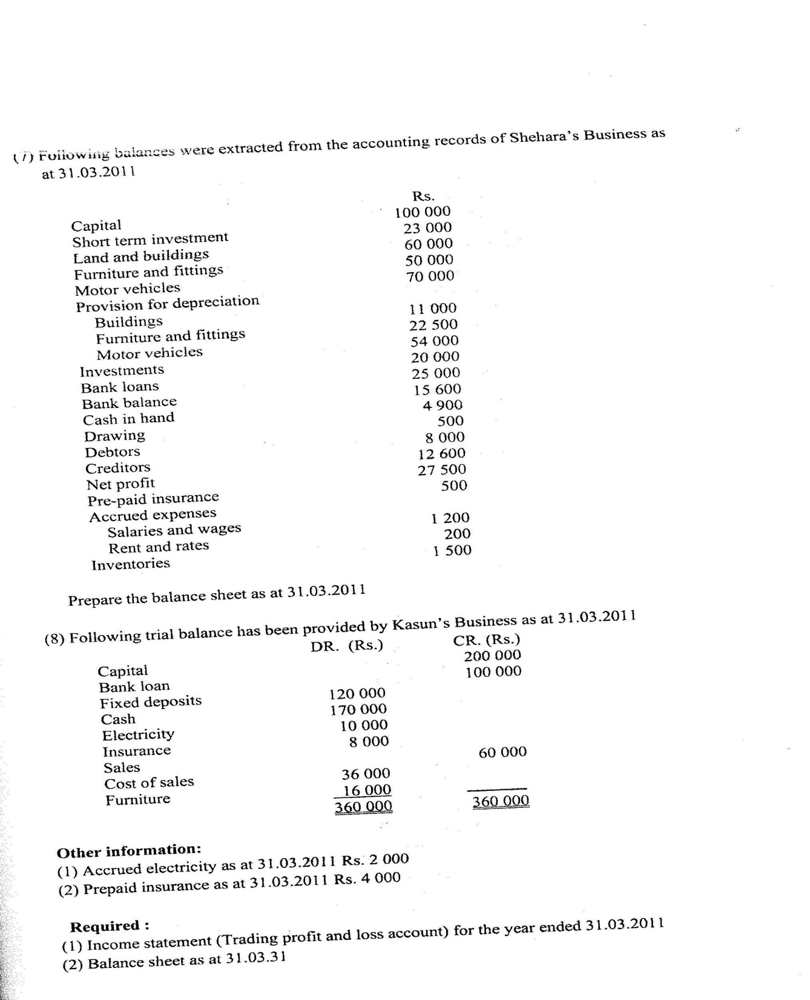 (7) Following balances were extracted from the accounting records of Shehara's Business as
at 31.03.2011
Rs.
Capital 100 000
Short term investment 23 000
Land and buildings 60 000
Furniture and fittings 50 000
Motor vehicles 70 000
Provision for depreciation
Buildings 11 000
Furniture and fittings 22 500
Motor vehicles 54 000
Investments 20 000
Bank loans 25 000
Bank balance 15 600
Cash in hand 4 900
Drawing 500
Debtors 8 000
Creditors 12 600
Net profit 27 500
Pre-paid insurance 500
Accrued expenses
Salaries and wages 1 200
Rent and rates 200
Inventories 1 500
Prepare the balance sheet as at 31.03.2011
(8) Following trial balance has been provided by Kasun's Business as at 31.03.2011
DR. (Rs.) CR. (Rs.)
Capital 200 000
Bank loan 100 000
Fixed deposits 120 000
Cash 170 000
Electricity 10 000
Insurance 8 000
Sales 60 000
Cost of sales 36 000
Furniture 16 000
360 000 360 000
Other information:
(1) Accrued electricity as at 31.03.2011 Rs. 2 000
(2) Prepaid insurance as at 31.03.2011 Rs. 4 000
Required :
(1) Income statement (Trading profit and loss account) for the year ended 31.03.2011
(2) Balance sheet as at 31.03.31